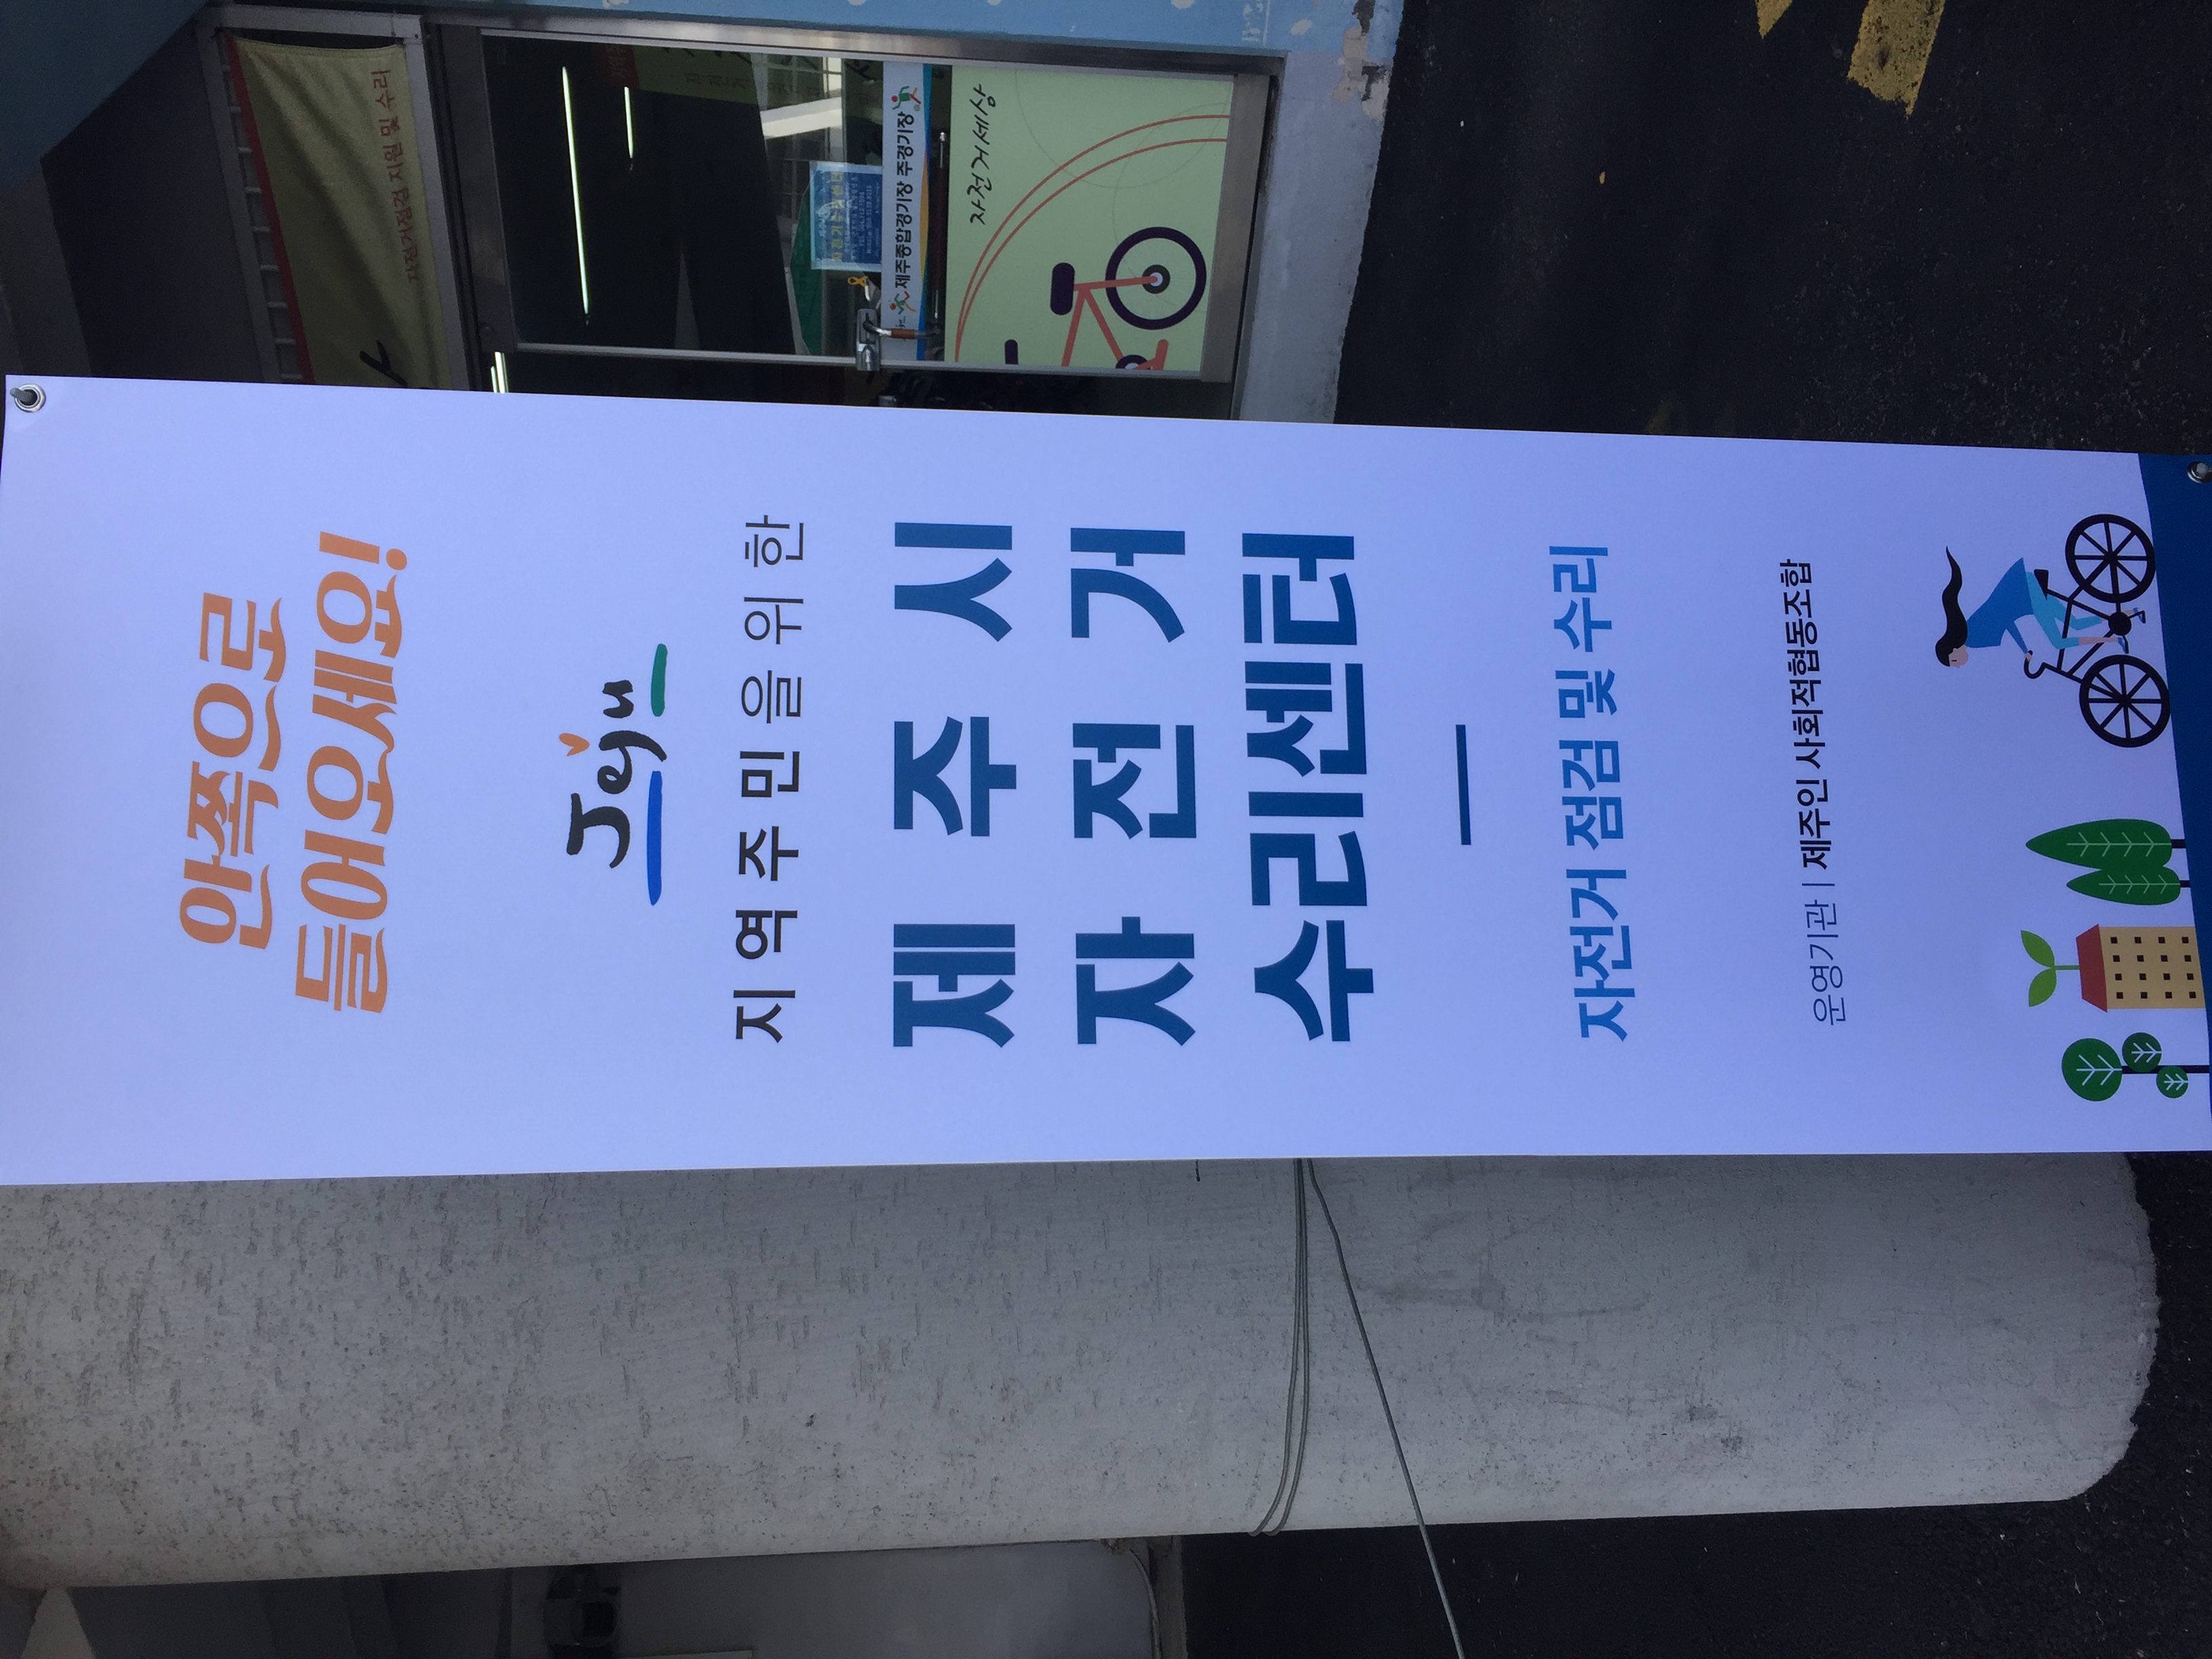 안쪽으로
들어오세요!
Jeju
지역주민을위한
제주시
자전거
수리센터
자전거 점검 및 수리
운영기관 | 제주인 사회적협동조합
자전거점검 지원 및 수리
제주종합경기장 주경기장
자전거세상